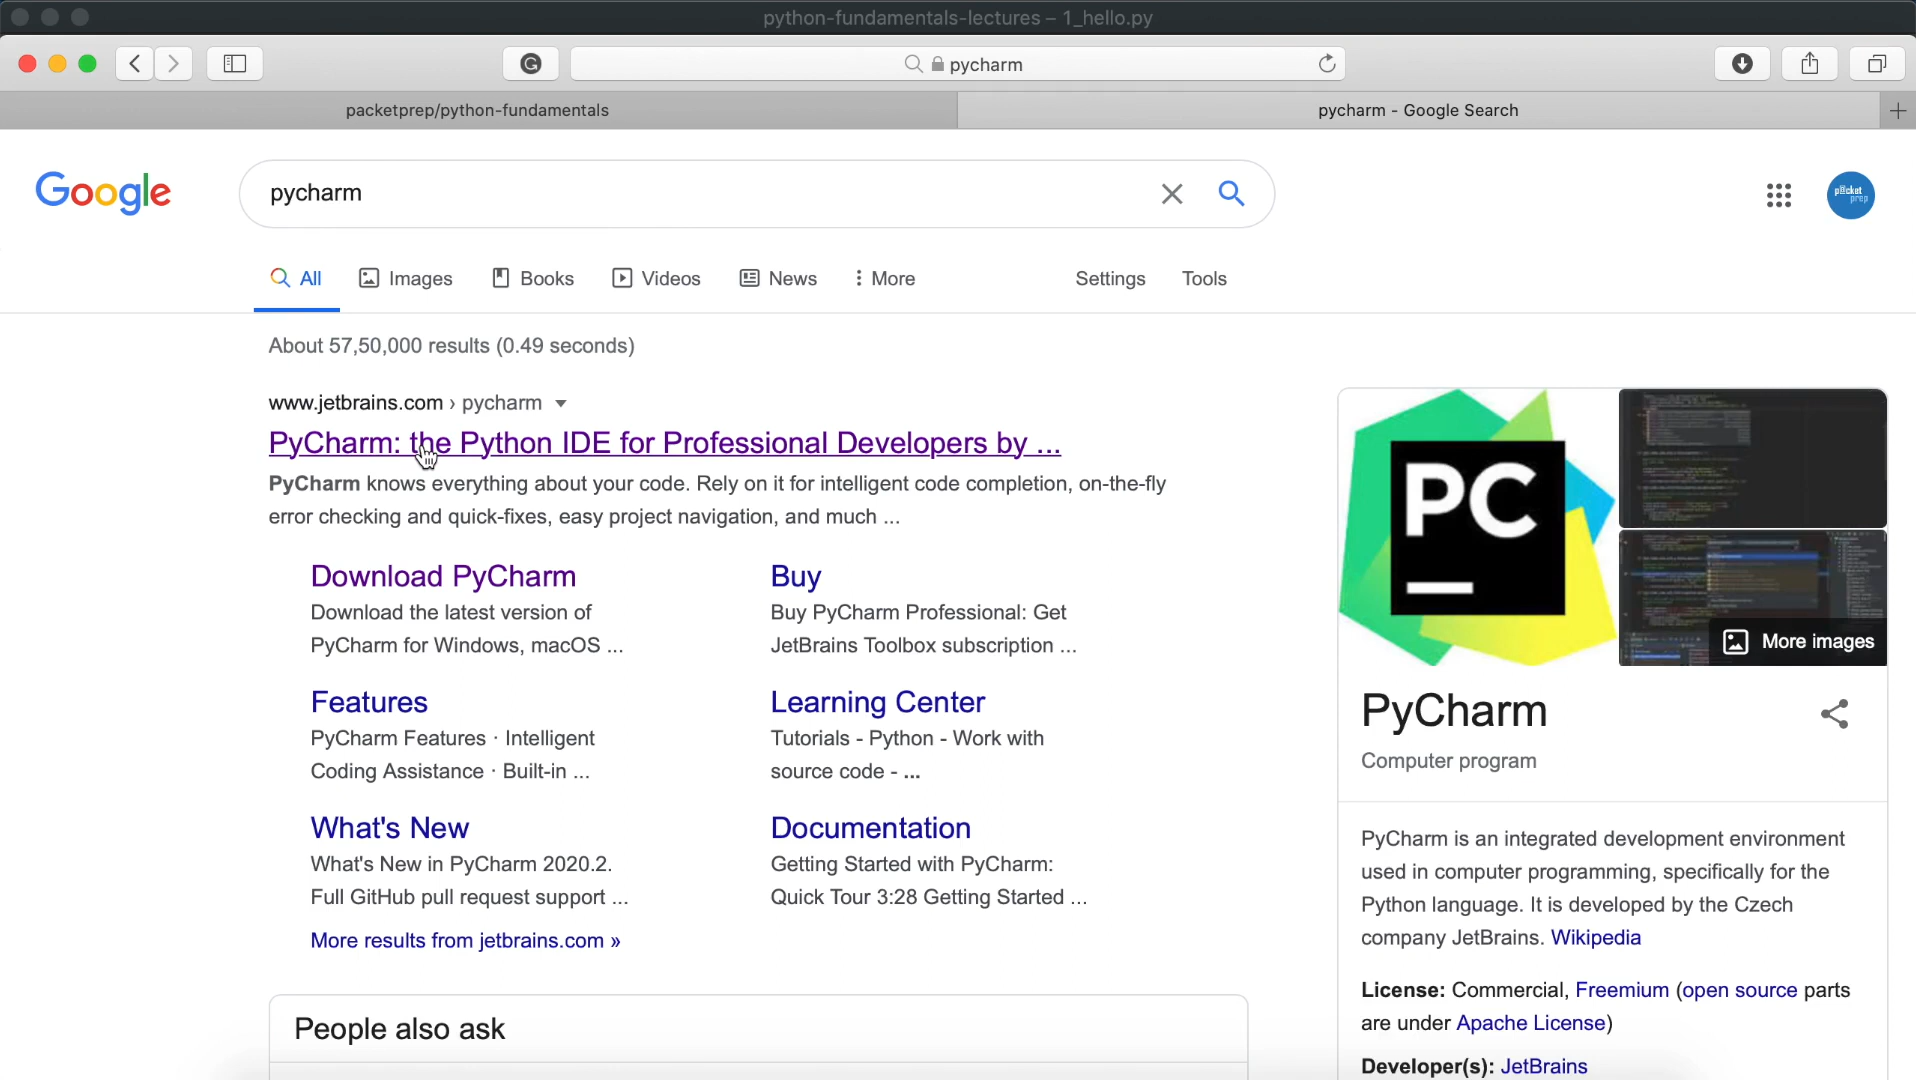 python-fundamentals-lectures – 1_hello.py
pycharm
packetprep/python-fundamentals
pycharm - Google Search
Google
pycharm
packet
prep
All
Images
Books
Videos
News
More
Settings
Tools
About 57,50,000 results (0.49 seconds)
www.jetbrains.com › pycharm
PyCharm: the Python IDE for Professional Developers by ...
PyCharm knows everything about your code. Rely on it for intelligent code completion, on-the-fly
error checking and quick-fixes, easy project navigation, and much ...
Download PyCharm
Download the latest version of
PyCharm for Windows, macOS ...
Buy
Buy PyCharm Professional: Get
JetBrains Toolbox subscription ...
Features
PyCharm Features · Intelligent
Coding Assistance · Built-in ...
Learning Center
Tutorials - Python - Work with
source code - ...
What's New
What's New in PyCharm 2020.2.
Full GitHub pull request support ...
Documentation
Getting Started with PyCharm:
Quick Tour 3:28 Getting Started ...
More results from jetbrains.com »
People also ask
PC
More images
PyCharm
Computer program
PyCharm is an integrated development environment
used in computer programming, specifically for the
Python language. It is developed by the Czech
company JetBrains. Wikipedia
License: Commercial, Freemium (open source parts
are under Apache License)
Developer(s): JetBrains